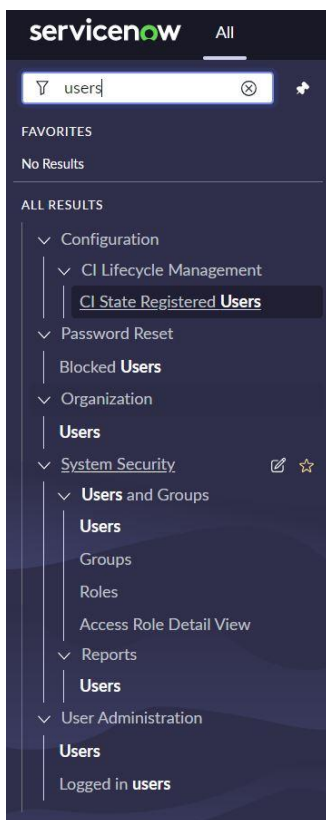 servicenow All
users
FAVORITES
No Results
ALL RESULTS
Configuration
CI Lifecycle Management
CI State Registered Users
Password Reset
Blocked Users
Organization
Users
System Security
Users and Groups
Users
Groups
Roles
Access Role Detail View
Reports
Users
User Administration
Users
Logged in users